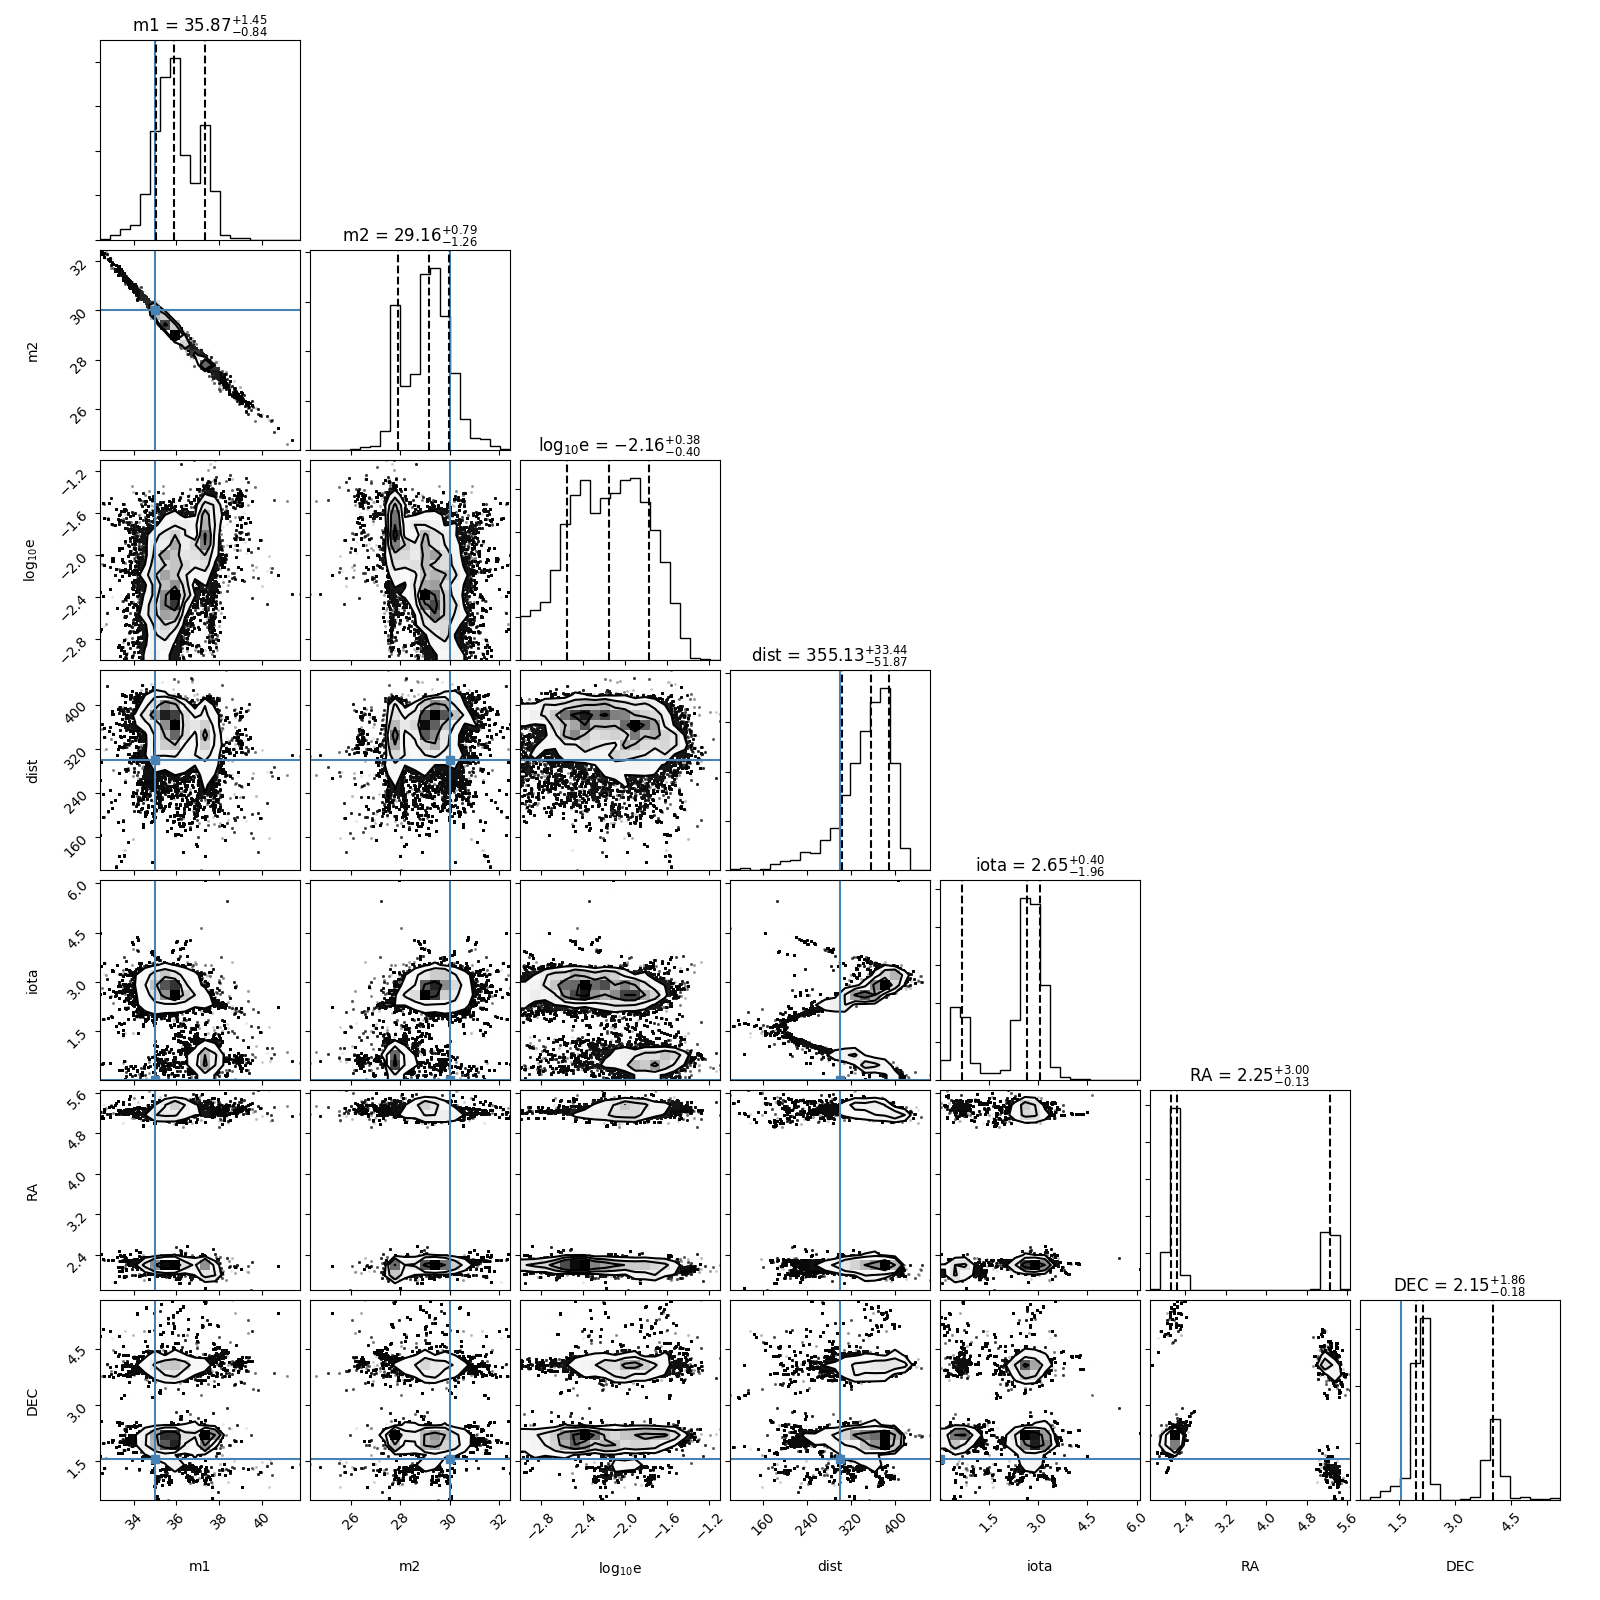 m1 = 35.87+1.45−0.84
m2 = 29.16+0.79−1.26
log10e = −2.16+0.38−0.40
dist = 355.13+33.44−51.87
iota = 2.65+0.40−1.96
RA = 2.25+3.00−0.13
DEC = 2.15+1.86−0.18
m2
32
30
28
26
log10e
−1.2
−1.6
−2.0
−2.4
−2.8
dist
400
320
240
160
iota
6.0
4.5
3.0
1.5
RA
5.6
4.8
4.0
3.2
2.4
DEC
4.5
3.0
1.5
34 36 38 40 26 28 30 32 −2.8 −2.4 −2.0 −1.6 −1.2 160 240 320 400 1.5 3.0 4.5 6.0 2.4 3.2 4.0 4.8 5.6 1.5 3.0 4.5
m1 m2 log10e dist iota RA DEC